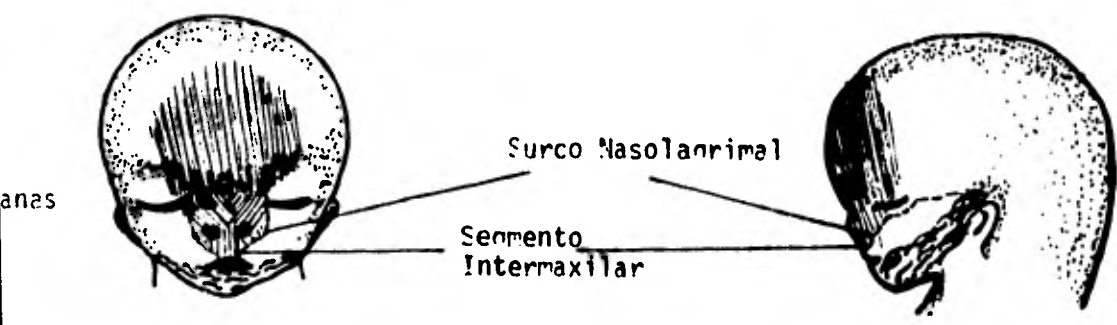 Surco Nasolagrimal
anas
Segmento
Intermaxilar